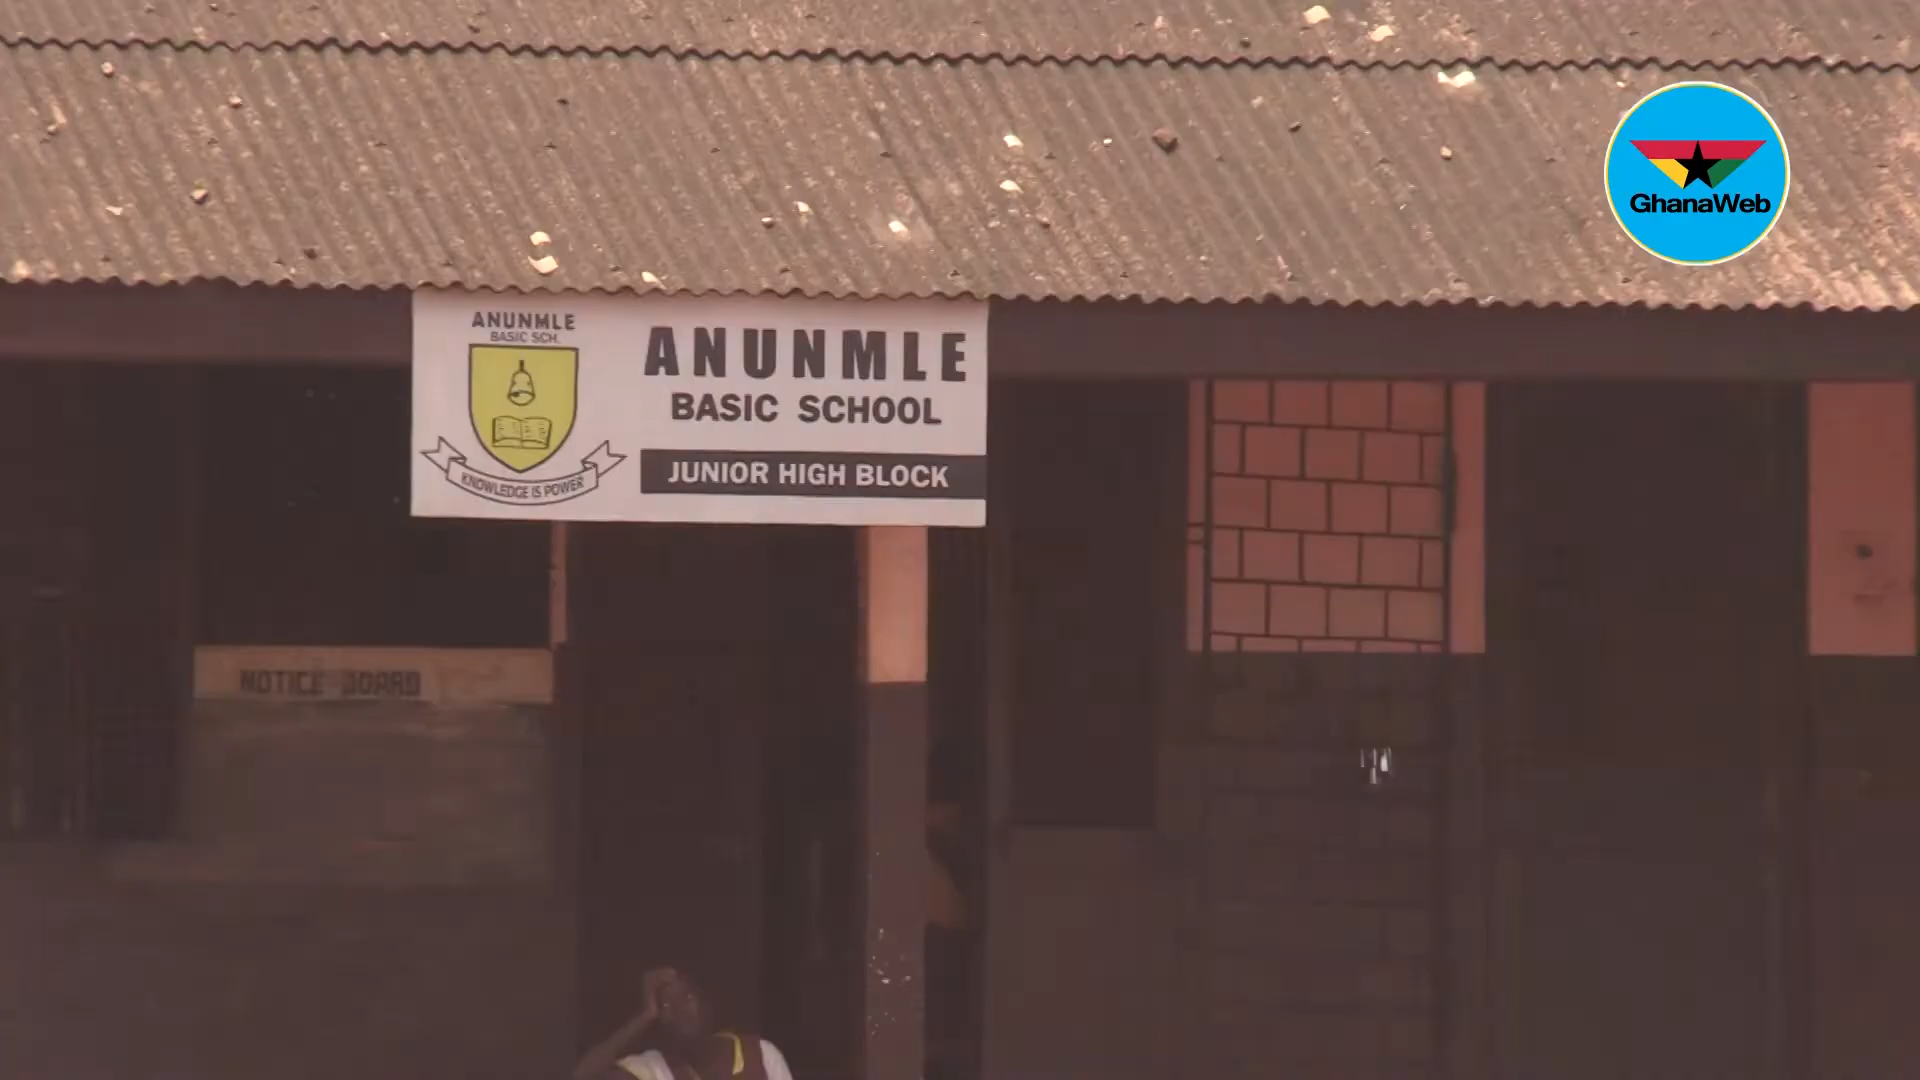 GhanaWeb
ANUNMLE
BASIC SCH.
KNOWLEDGE IS POWER
ANUNMLE
BASIC SCHOOL
JUNIOR HIGH BLOCK
NOTICE BOARD